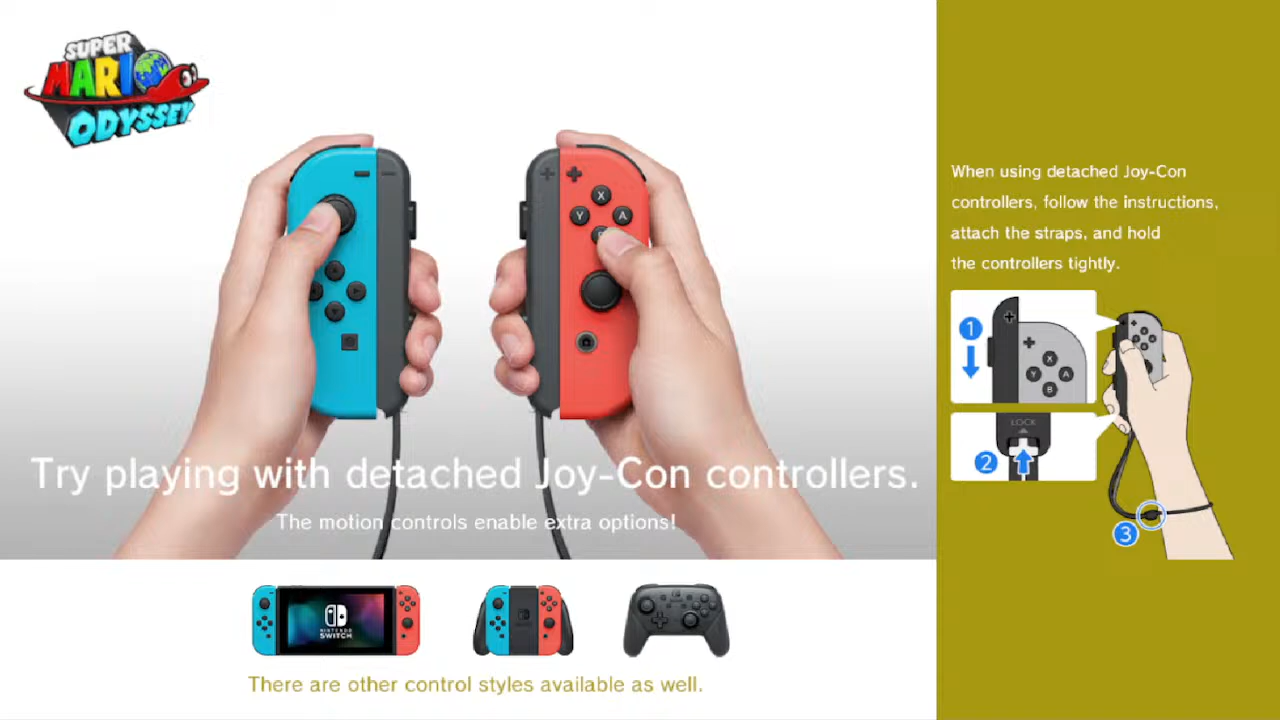 SUPER
MARIO
ODYSSEY
X
Y
A
Try playing with detached Joy-Con controllers.
The motion controls enable extra options!
NINTENDO
SWITCH
There are other control styles available as well.
When using detached Joy-Con
controllers, follow the instructions,
attach the straps, and hold
the controllers tightly.
1
X
Y
A
B
LOCK
2
3